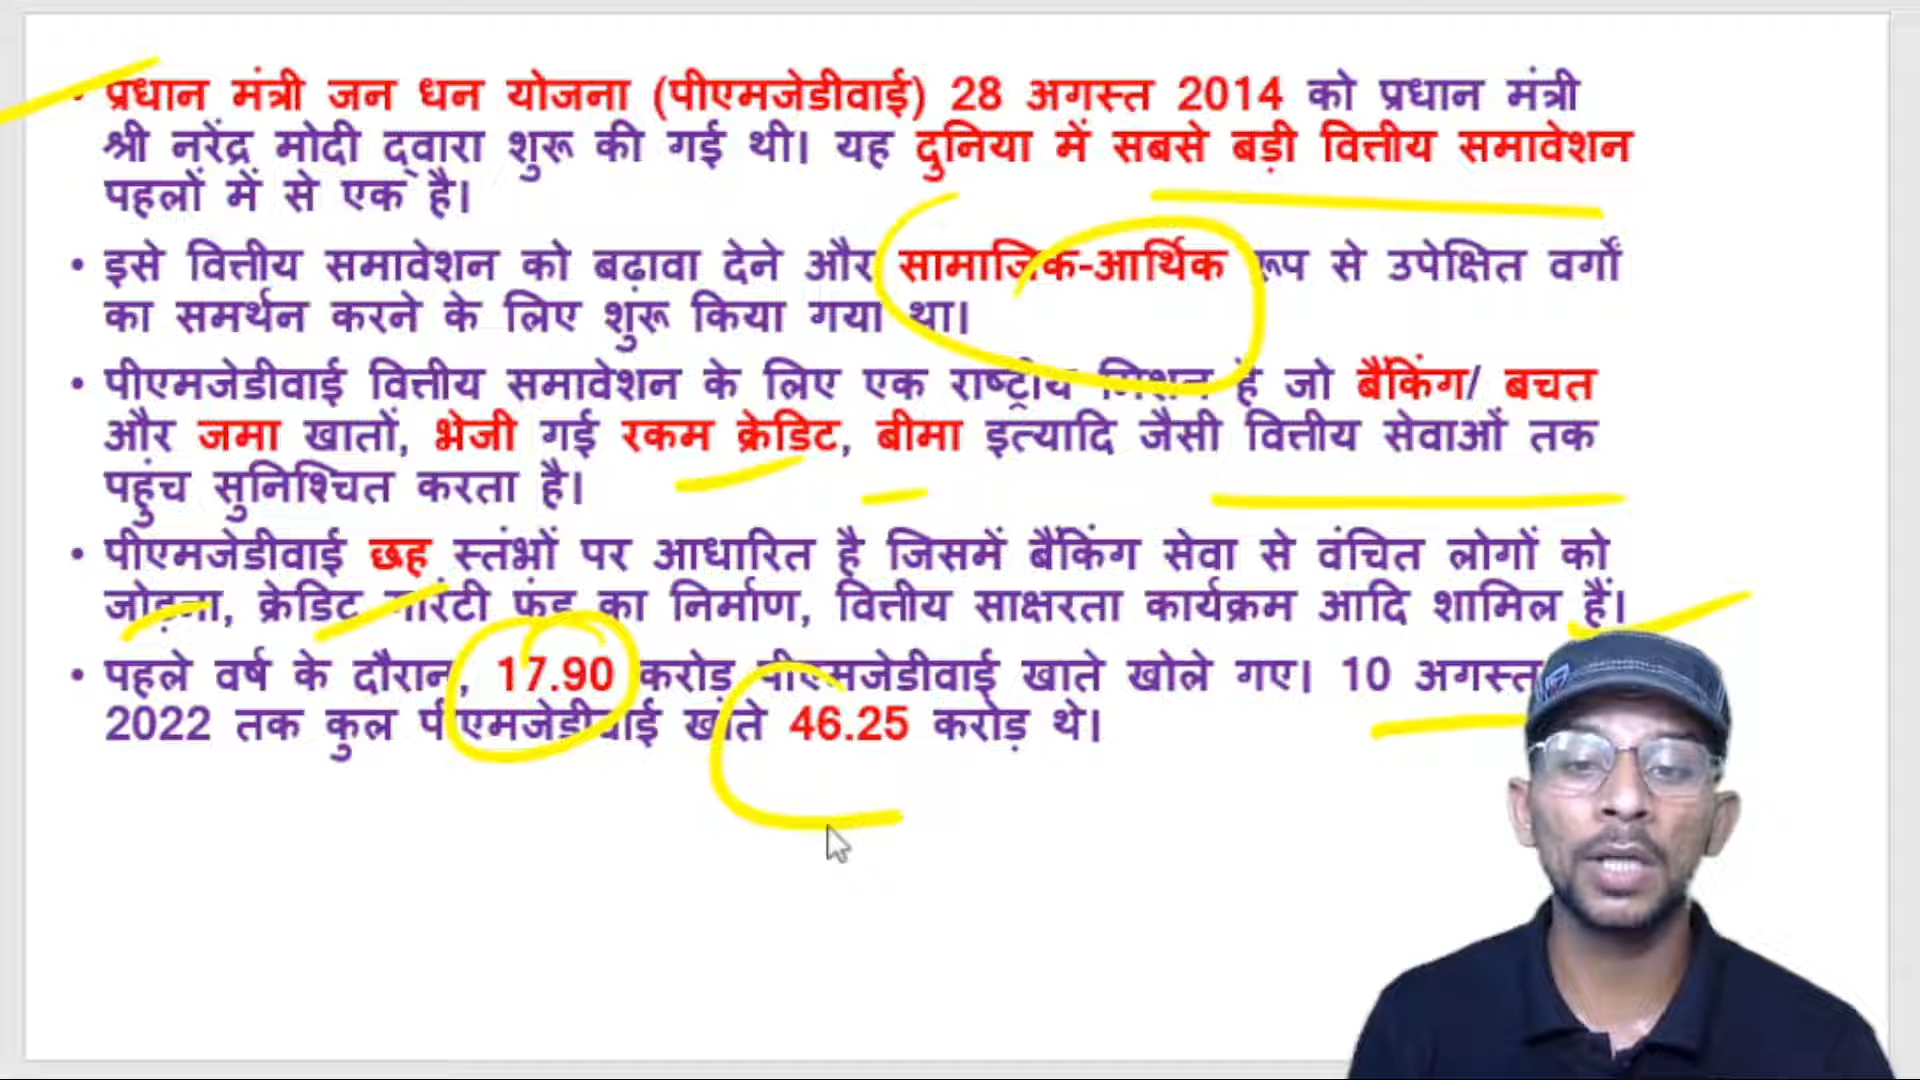 • प्रधान मंत्री जन धन योजना (पीएमजेडीवाई) 28 अगस्त 2014 को प्रधान मंत्री
श्री नरेंद्र मोदी द्वारा शुरू की गई थी। यह दुनिया में सबसे बड़ी वित्तीय समावेशन
पहलों में से एक है।
• इसे वित्तीय समावेशन को बढ़ावा देने और सामाजिक-आर्थिक रूप से उपेक्षित वर्गों
का समर्थन करने के लिए शुरू किया गया था।
• पीएमजेडीवाई वित्तीय समावेशन के लिए एक राष्ट्रीय मिशन है जो बैंकिंग/ बचत
और जमा खातों, भेजी गई रकम क्रेडिट, बीमा इत्यादि जैसी वित्तीय सेवाओं तक
पहुंच सुनिश्चित करता है।
• पीएमजेडीवाई छह स्तंभों पर आधारित है जिसमें बैंकिंग सेवा से वंचित लोगों को
जोड़ना, क्रेडिट गारंटी फंड का निर्माण, वित्तीय साक्षरता कार्यक्रम आदि शामिल हैं।
• पहले वर्ष के दौरान, 17.90 करोड़ पीएमजेडीवाई खाते खोले गए। 10 अगस्त
2022 तक कुल पीएमजेडीवाई खाते 46.25 करोड़ थे।